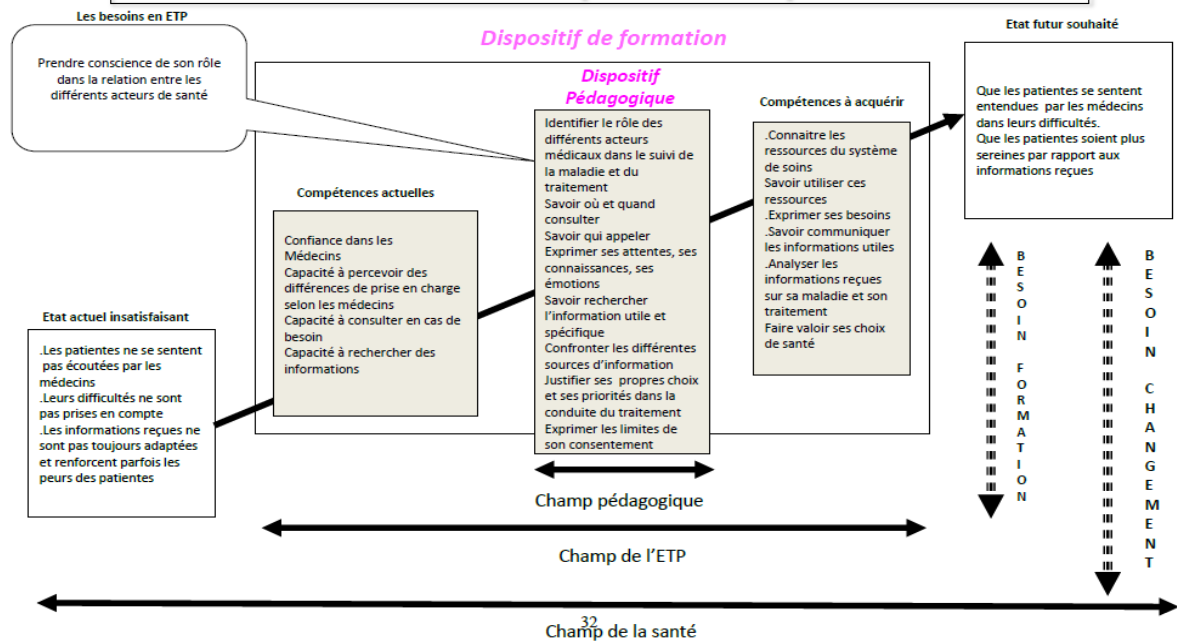 Les besoins en ETP
Prendre conscience de son rôle
dans la relation entre les
différents acteurs de santé
Dispositif de formation
Etat futur souhaité
Que les patientes se sentent
entendues par les médecins
dans leurs difficultés.
Que les patientes soient plus
sereines par rapport aux
informations reçues
Dispositif
Pédagogique
Identifier le rôle des
différents acteurs
médicaux dans le suivi de
la maladie et du
traitement
Savoir où et quand
consulter
Savoir qui appeler
Exprimer ses attentes, ses
connaissances, ses
émotions
Savoir rechercher
l'information utile et
spécifique
Confronter les différentes
sources d'information
Justifier ses propres choix
et ses priorités dans la
conduite du traitement
Exprimer les limites de
son consentement
Compétences à acquérir
.Connaitre les
ressources du système
de soins
Savoir utiliser ces
ressources
.Exprimer ses besoins
.Savoir communiquer
les informations utiles
.Analyser les
informations reçues
sur sa maladie et son
traitement
Faire valoir ses choix
de santé
Compétences actuelles
Confiance dans les
Médecins
Capacité à percevoir des
différences de prise en charge
selon les médecins
Capacité à consulter en cas de
besoin
Capacité à rechercher des
informations
Etat actuel insatisfaisant
.Les patientes ne se sentent
pas écoutées par les
médecins
.Leurs difficultés ne sont
pas prises en compte
.Les informations reçues ne
sont pas toujours adaptées
et renforcent parfois les
peurs des patientes
BESOIN FORMATION
BESOIN CHANGEMENT
Champ pédagogique
Champ de l'ETP
32
Champ de la santé